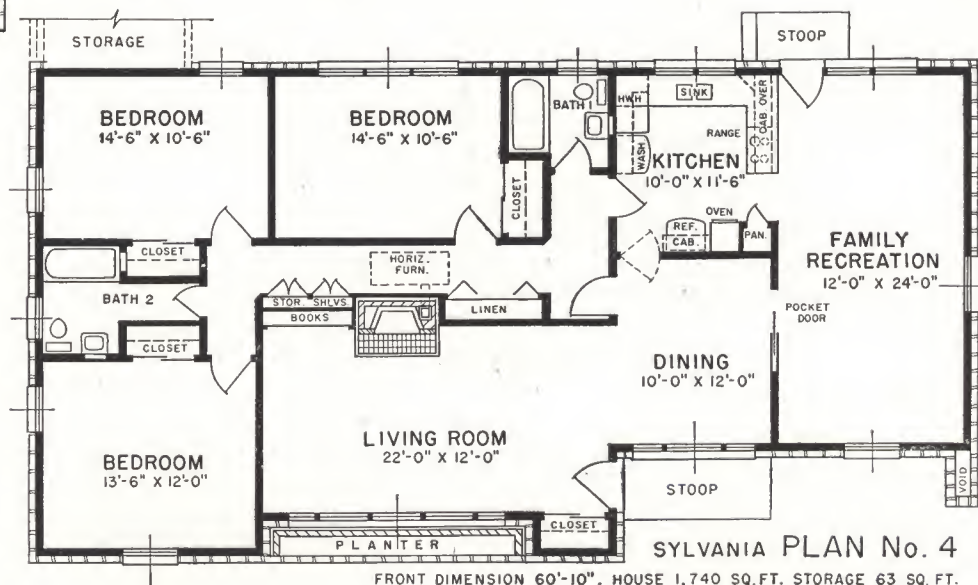 STORAGE
STOOP
BEDROOM
14'-6" X 10'-6"
BEDROOM
14'-6" X 10'-6"
BATH
HWH
SINK
CAB. OVER
RANGE
WASH
KITCHEN
10'-0" X 11'-6"
CLOSET
OVEN
REF.
CAB.
PAN.
FAMILY
RECREATION
12'-0" X 24'-0"
CLOSET
HORIZ.
FURN.
BATH 2
STOR. SHLVS.
BOOKS
LINEN
POCKET
DOOR
CLOSET
DINING
10'-0" X 12'-0"
LIVING ROOM
22'-0" X 12'-0"
BEDROOM
13'-6" X 12'-0"
STOOP
VOID
CLOSET
PLANTER
SYLVANIA PLAN No. 4
FRONT DIMENSION 60'-10". HOUSE 1,740 SQ.FT. STORAGE 63 SQ. FT.